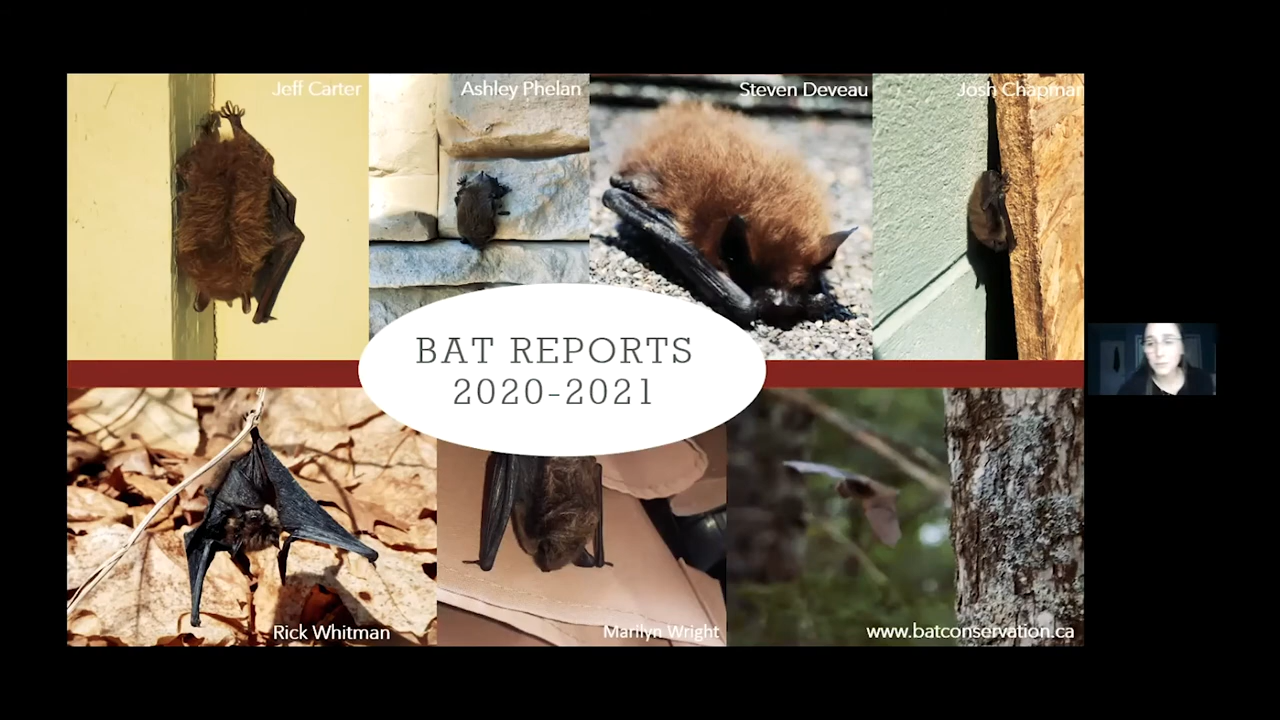 Jeff Carter
Ashley Phelan
Steven Deveau
Josh Chapman
BAT REPORTS
2020-2021
Rick Whitman
Marilyn Wright
www.batconservation.ca